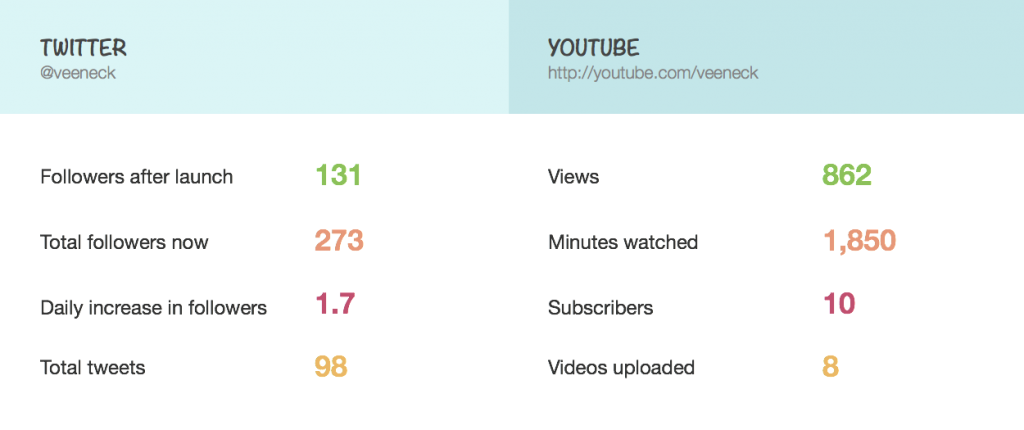 TWITTER
@veeneck
Followers after launch 131
Total followers now 273
Daily increase in followers 1.7
Total tweets 98
YOUTUBE
http://youtube.com/veeneck
Views 862
Minutes watched 1,850
Subscribers 10
Videos uploaded 8